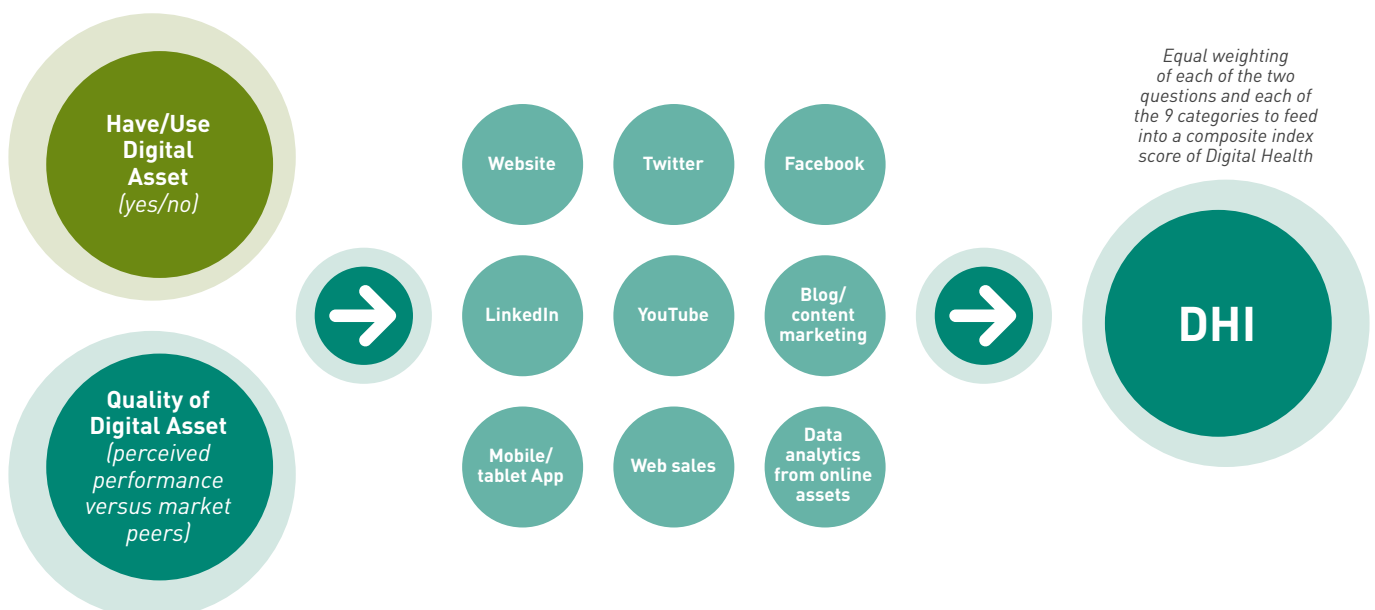 Have/Use
Digital
Asset
(yes/no)
Quality of
Digital Asset
(perceived
performance
versus market
peers)
Website
Twitter
Facebook
LinkedIn
YouTube
Blog/
content
marketing
Mobile/
tablet App
Web sales
Data
analytics
from online
assets
Equal weighting
of each of the two
questions and each of
the 9 categories to feed
into a composite index
score of Digital Health
DHI